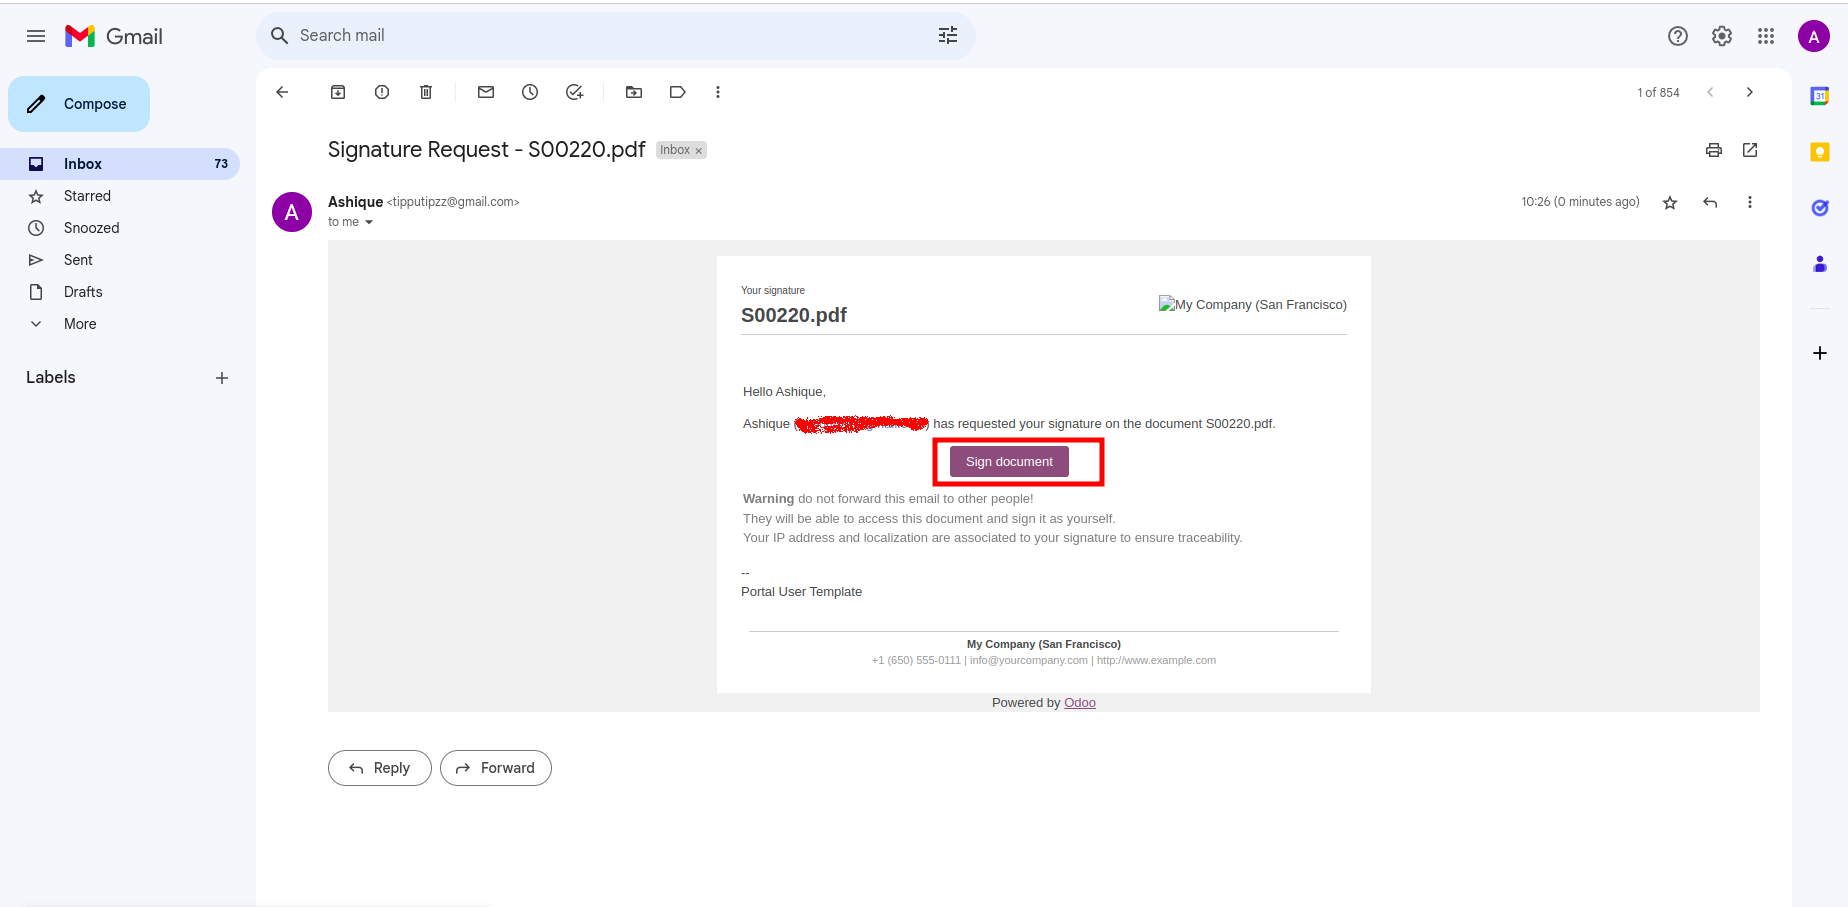 Gmail
Search mail
A
Compose
1 of 854
31
Inbox 73
Starred
Snoozed
Sent
Drafts
More
Labels
Signature Request - S00220.pdf Inbox ×
A
Ashique <tipputipzz@gmail.com> 10:26 (0 minutes ago)
to me
Your signature
S00220.pdf
My Company (San Francisco)
Hello Ashique,
Ashique ( ) has requested your signature on the document S00220.pdf.
Sign document
Warning do not forward this email to other people!
They will be able to access this document and sign it as yourself.
Your IP address and localization are associated to your signature to ensure traceability.
--
Portal User Template
My Company (San Francisco)
+1 (650) 555-0111 | info@yourcompany.com | http://www.example.com
Powered by Odoo
Reply
Forward